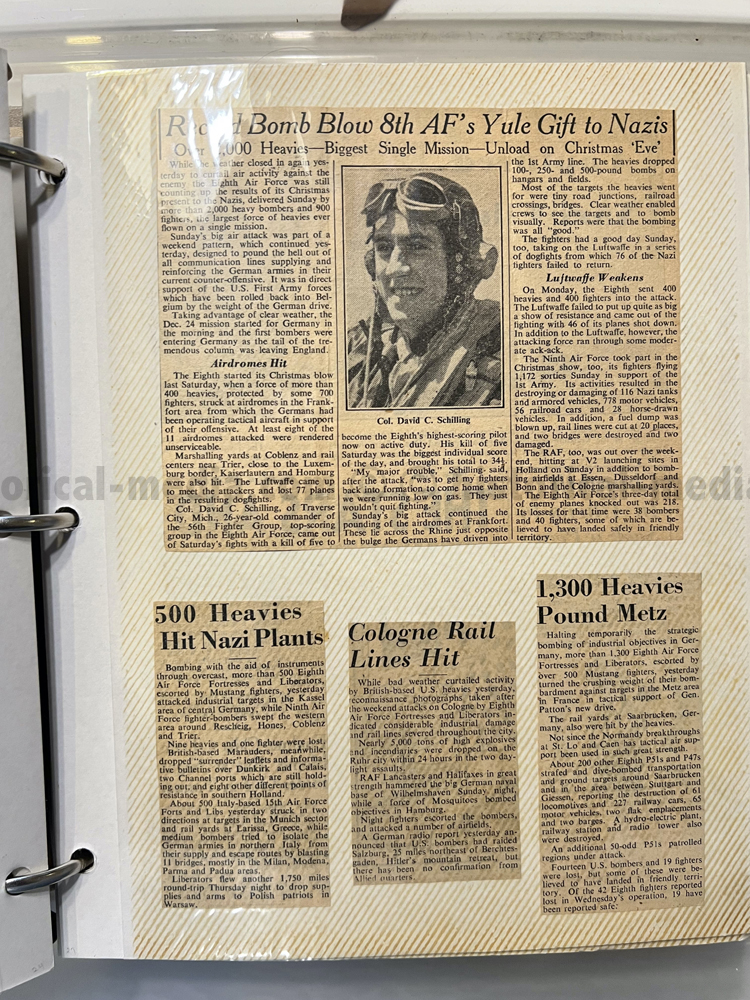 Rec d Bomb Blow 8th AF's Yule Gift to Nazis
Over ,000 Heavies—Biggest Single Mission—Unload on Christmas 'Eve'
While the weather closed in again yes-
terday to curtail air activity against the
enemy the Eighth Air Force was still
counting up the results of its Christmas
present to the Nazis, delivered Sunday by
more than 2,000 heavy bombers and 900
fighters, the largest force of heavies ever
flown on a single mission.
Sunday's big air attack was part of a
weekend pattern, which continued yes-
terday, designed to pound the hell out of
all communication lines supplying and
reinforcing the German armies in their
current counter-offensive. It was in direct
support of the U.S. First Army forces
which have been rolled back into Bel-
gium by the weight of the German drive.
Taking advantage of clear weather, the
Dec. 24 mission started for Germany in
the morning and the first bombers were
entering Germany as the tail of the tre-
mendous column was leaving England.
Airdromes Hit
The Eighth started its Christmas blow
last Saturday, when a force of more than
400 heavies, protected by some 700
fighters, struck at airdromes in the Frank-
fort area from which the Germans had
been operating tactical aircraft in support
of their offensive. At least eight of the
11 airdromes attacked were rendered
unserviceable.
Marshalling yards at Coblenz and rail
centers near Trier, close to the Luxem-
burg border, Kaiserlautern and Homburg
were also hit. The Luftwaffe came up
to meet the attackers and lost 77 planes
in the resulting dogfights.
Col. David C. Schilling, of Traverse
City, Mich., 26-year-old commander of
the 56th Fighter Group, top-scoring
group in the Eighth Air Force, came out
of Saturday's fights with a kill of five to
Col. David C. Schilling
become the Eighth's highest-scoring pilot
now on active duty. His kill of five
Saturday was the biggest individual score
of the day, and brought his total to 34½.
"My major trouble," Schilling said,
after the attack, "was to get my fighters
back into formation to come home when
we were running low on gas. They just
wouldn't quit fighting."
Sunday's big attack continued the
pounding of the airdromes at Frankfort.
These lie across the Rhine just opposite
the bulge the Germans have driven into
the 1st Army line. The heavies dropped
100-, 250- and 500-pound bombs on
hangars and fields.
Most of the targets the heavies went
for were tiny road junctions, railroad
crossings, bridges. Clear weather enabled
crews to see the targets and to bomb
visually. Reports were that the bombing
was all "good."
The fighters had a good day Sunday,
too, taking on the Luftwaffe in a series
of dogfights from which 76 of the Nazi
fighters failed to return.
Luftwaffe Weakens
On Monday, the Eighth sent 400
heavies and 400 fighters into the attack.
The Luftwaffe failed to put up quite as big
a show of resistance and came out of the
fighting with 46 of its planes shot down.
In addition to the Luftwaffe, however, the
attacking force ran through some moder-
ate ack-ack.
The Ninth Air Force took part in the
Christmas show, too, its fighters flying
1,172 sorties Sunday in support of the
1st Army. Its activities resulted in the
destroying or damaging of 116 Nazi tanks
and armored vehicles, 778 motor vehicles,
56 railroad cars and 28 horse-drawn
vehicles. In addition, a fuel dump was
blown up, rail lines were cut at 20 places,
and two bridges were destroyed and two
damaged.
The RAF, too, was out over the week-
end, hitting at V2 launching sites in
Holland on Sunday in addition to bomb-
ing airfields at Essen, Dusseldorf and
Bonn and the Cologne marshalling yards.
The Eighth Air Force's three-day total
of enemy planes knocked out was 218.
Its losses for that time were 38 bombers
and 40 fighters, some of which are be-
lieved to have landed safely in friendly
territory.
500 Heavies
Hit Nazi Plants
Bombing with the aid of instruments
through overcast, more than 500 Eighth
Air Force Fortresses and Liberators,
escorted by Mustang fighters, yesterday
attacked industrial targets in the Kassel
area of central Germany, while Ninth Air
Force fighter-bombers swept the western
area around Rescheig, Hones, Coblenz
and Trier.
Nine heavies and one fighter were lost.
British-based Marauders, meanwhile,
dropped "surrender" leaflets and informa-
tive bulletins over Dunkirk and Calais,
two Channel ports which are still hold-
ing out, and eight other different points of
resistance in southern Holland.
About 500 Italy-based 15th Air Force
Forts and Libs yesterday struck in two
directions at targets in the Munich sector
and rail yards at Larissa, Greece, while
medium bombers tried to isolate the
German armies in northern Italy from
their supply and escape routes by blasting
11 bridges, mostly in the Milan, Modena,
Parma and Padua areas.
Liberators flew another 1,750 miles
round-trip Thursday night to drop sup-
plies and arms to Polish patriots in
Warsaw.
Cologne Rail
Lines Hit
While bad weather curtailed activity
by British-based U.S. heavies yesterday,
reconnaissance photographs, taken after
the weekend attacks on Cologne by Eighth
Air Force Fortresses and Liberators in-
dicated considerable industrial damage
and rail lines severed throughout the city.
Nearly 5,000 tons of high explosives
and incendiaries were dropped on the
Ruhr city within 24 hours in the two day-
light assaults.
RAF Lancasters and Halifaxes in great
strength hammered the big German naval
base of Wilhelmshaven Sunday night,
while a force of Mosquitoes bombed
objectives in Hamburg.
Night fighters escorted the bombers,
and attacked a number of airfields.
A German radio report yesterday an-
nounced that U.S. bombers had raided
Salzburg, 25 miles northeast of Berchtes-
gaden, Hitler's mountain retreat, but
there has been no confirmation from
Allied quarters.
1,300 Heavies
Pound Metz
Halting temporarily the strategic
bombing of industrial objectives in Ger-
many, more than 1,300 Eighth Air Force
Fortresses and Liberators, escorted by
over 500 Mustang fighters, yesterday
turned the crushing weight of their bom-
bardment against targets in the Metz area
in France in tactical support of Gen.
Patton's new drive.
The rail yards at Saarbrucken, Ger-
many, also were hit by the heavies.
Not since the Normandy breakthroughs
at St. Lo and Caen has tactical air sup-
port been used in such great strength.
About 200 other Eighth P51s and P47s
strafed and dive-bombed transportation
and ground targets around Saarbrucken
and in the area between Stuttgart and
Giessen, reporting the destruction of 61
locomotives and 227 railway cars, 65
motor vehicles, two flak emplacements
and two barges. A hydro-electric plant,
railway station and radio tower also
were destroyed.
An additional 50-odd P51s patrolled
regions under attack.
Fourteen U.S. bombers and 19 fighters
were lost, but some of these were be-
lieved to have landed in friendly terri-
tory. Of the 42 Eighth fighters reported
lost in Wednesday's operation, 19 have
been reported safe.